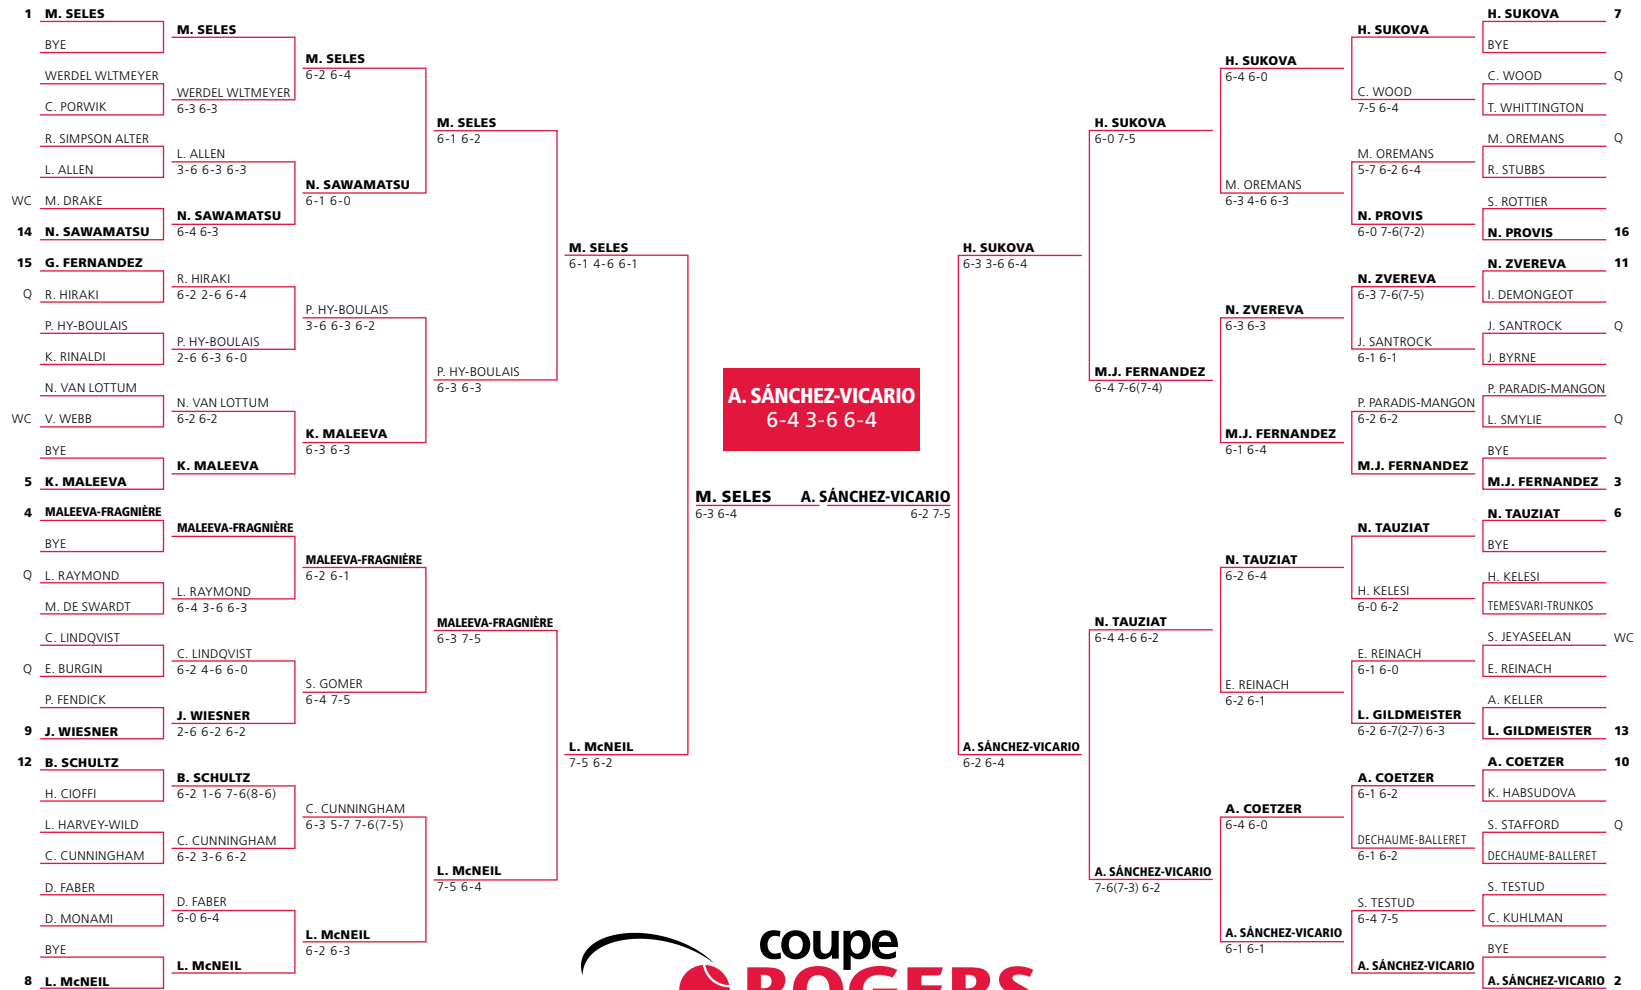 1 M. SELES
BYE
WERDEL WLTMEYER
C. PORWIK
R. SIMPSON ALTER
L. ALLEN
WC M. DRAKE
14 N. SAWAMATSU
15 G. FERNANDEZ
Q R. HIRAKI
P. HY-BOULAIS
K. RINALDI
N. VAN LOTTUM
WC V. WEBB
BYE
5 K. MALEEVA
4 MALEEVA-FRAGNIÈRE
BYE
Q L. RAYMOND
M. DE SWARDT
C. LINDQVIST
Q E. BURGIN
P. FENDICK
9 J. WIESNER
12 B. SCHULTZ
H. CIOFFI
L. HARVEY-WILD
C. CUNNINGHAM
D. FABER
D. MONAMI
BYE
8 L. McNEIL
M. SELES
WERDEL WLTMEYER
6-3 6-3
L. ALLEN
3-6 6-3 6-3
N. SAWAMATSU
6-4 6-3
R. HIRAKI
6-2 2-6 6-4
P. HY-BOULAIS
2-6 6-3 6-0
N. VAN LOTTUM
6-2 6-2
K. MALEEVA
MALEEVA-FRAGNIÈRE
L. RAYMOND
6-4 3-6 6-3
C. LINDQVIST
6-2 4-6 6-0
J. WIESNER
2-6 6-2 6-2
B. SCHULTZ
6-2 1-6 7-6(8-6)
C. CUNNINGHAM
6-2 3-6 6-2
D. FABER
6-0 6-4
L. McNEIL
M. SELES
6-2 6-4
N. SAWAMATSU
6-1 6-0
P. HY-BOULAIS
3-6 6-3 6-2
K. MALEEVA
6-3 6-3
MALEEVA-FRAGNIÈRE
6-2 6-1
S. GOMER
6-4 7-5
C. CUNNINGHAM
6-3 5-7 7-6(7-5)
L. McNEIL
6-2 6-3
M. SELES
6-1 6-2
P. HY-BOULAIS
6-3 6-3
MALEEVA-FRAGNIÈRE
6-3 7-5
L. McNEIL
7-5 6-4
M. SELES
6-1 4-6 6-1
L. McNEIL
7-5 6-2
M. SELES
6-3 6-4
A. SÁNCHEZ-VICARIO
6-4 3-6 6-4
A. SÁNCHEZ-VICARIO
6-2 7-5
H. SUKOVA
6-3 3-6 6-4
A. SÁNCHEZ-VICARIO
6-2 6-4
H. SUKOVA
6-0 7-5
M.J. FERNANDEZ
6-4 7-6(7-4)
N. TAUZIAT
6-4 4-6 6-2
A. SÁNCHEZ-VICARIO
7-6(7-3) 6-2
H. SUKOVA
6-4 6-0
M. OREMANS
6-3 4-6 6-3
N. ZVEREVA
6-3 6-3
M.J. FERNANDEZ
6-1 6-4
N. TAUZIAT
6-2 6-4
E. REINACH
6-2 6-1
A. COETZER
6-4 6-0
A. SÁNCHEZ-VICARIO
6-1 6-1
H. SUKOVA
C. WOOD
7-5 6-4
M. OREMANS
5-7 6-2 6-4
N. PROVIS
6-0 7-6(7-2)
N. ZVEREVA
6-3 7-6(7-5)
J. SANTROCK
6-1 6-1
P. PARADIS-MANGON
6-2 6-2
M.J. FERNANDEZ
N. TAUZIAT
H. KELESI
6-0 6-2
E. REINACH
6-1 6-0
L. GILDMEISTER
6-2 6-7(2-7) 6-3
A. COETZER
6-1 6-2
DECHAUME-BALLERET
6-1 6-2
S. TESTUD
6-4 7-5
A. SÁNCHEZ-VICARIO
H. SUKOVA 7
BYE
C. WOOD Q
T. WHITTINGTON
M. OREMANS Q
R. STUBBS
S. ROTTIER
N. PROVIS 16
N. ZVEREVA 11
I. DEMONGEOT
J. SANTROCK Q
J. BYRNE
P. PARADIS-MANGON
L. SMYLIE Q
BYE
M.J. FERNANDEZ 3
N. TAUZIAT 6
BYE
H. KELESI
TEMESVARI-TRUNKOS
S. JEYASEELAN WC
E. REINACH
A. KELLER
L. GILDMEISTER 13
A. COETZER 10
K. HABSUDOVA
S. STAFFORD Q
DECHAUME-BALLERET
S. TESTUD
C. KUHLMAN
BYE
A. SÁNCHEZ-VICARIO 2
coupe
ROGERS